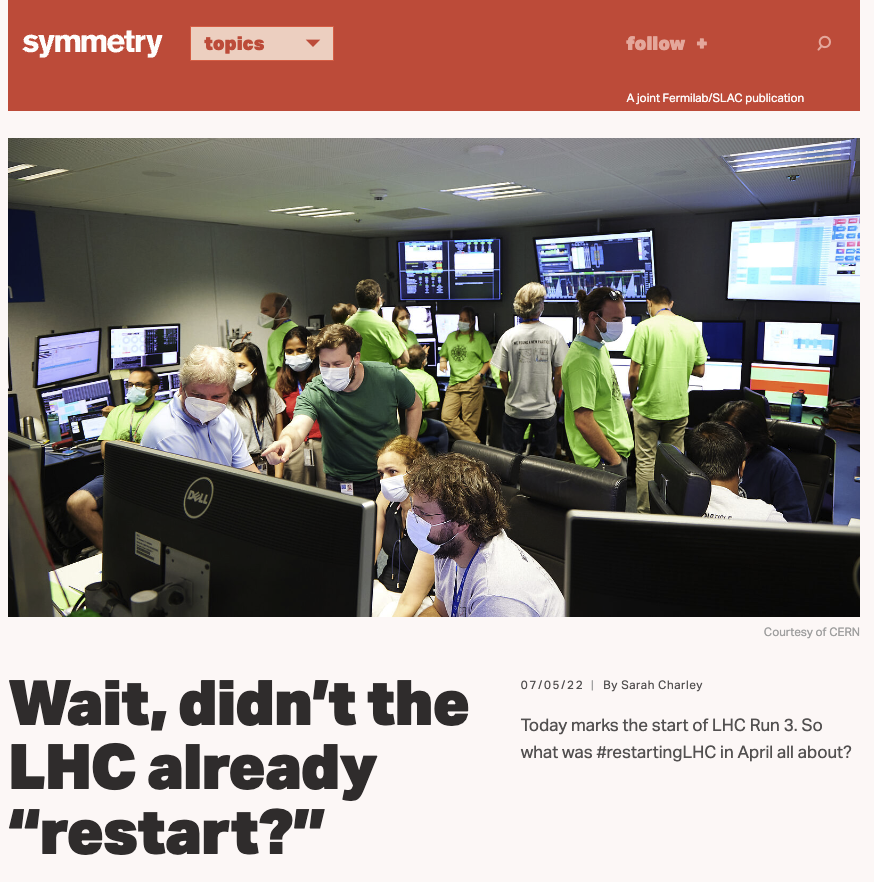 symmetry
topics
follow +
A joint Fermilab/SLAC publication
DELL
Courtesy of CERN
Wait, didn’t the
LHC already
“restart?”
07/05/22 | By Sarah Charley
Today marks the start of LHC Run 3. So
what was #restartingLHC in April all about?